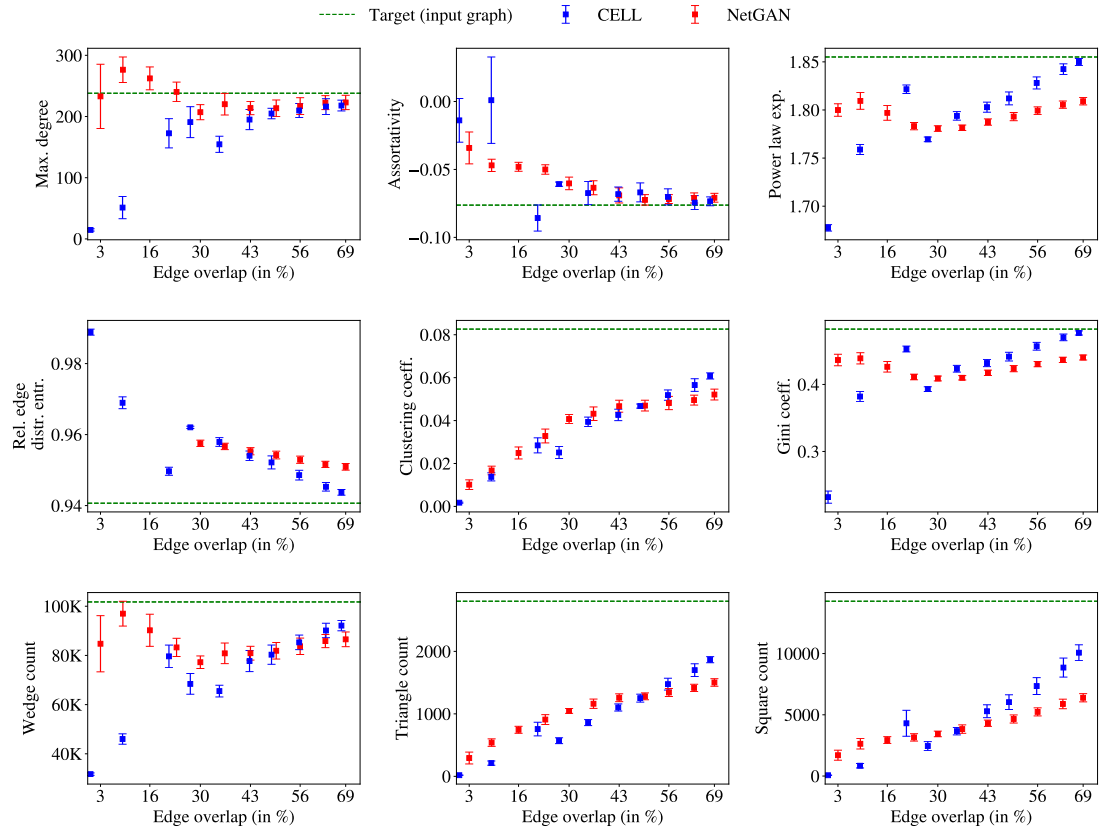 Target (input graph) CELL NetGAN
300
200
100
0
Max. degree
3 16 30 43 56 69
Edge overlap (in %)
0.00
−0.05
−0.10
Assortativity
3 16 30 43 56 69
Edge overlap (in %)
1.85
1.80
1.75
1.70
Power law exp.
3 16 30 43 56 69
Edge overlap (in %)
0.98
0.96
0.94
Rel. edge
distr. entr.
3 16 30 43 56 69
Edge overlap (in %)
0.08
0.06
0.04
0.02
0.00
Clustering coeff.
3 16 30 43 56 69
Edge overlap (in %)
0.4
0.3
Gini coeff.
3 16 30 43 56 69
Edge overlap (in %)
100K
80K
60K
40K
Wedge count
3 16 30 43 56 69
Edge overlap (in %)
2000
1000
0
Triangle count
3 16 30 43 56 69
Edge overlap (in %)
10000
5000
0
Square count
3 16 30 43 56 69
Edge overlap (in %)